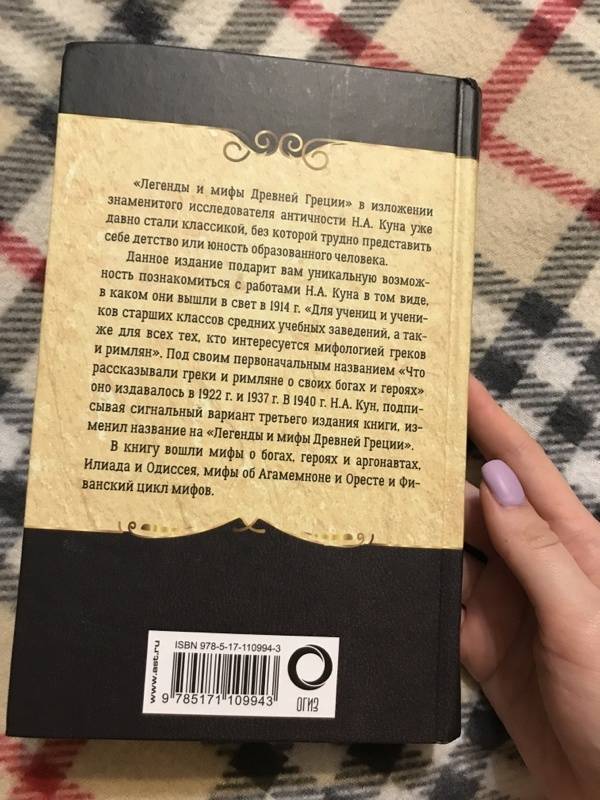 «Легенды и мифы Древней Греции» в изложении
знаменитого исследователя античности Н.А. Куна уже
давно стали классикой, без которой трудно представить
себе детство или юность образованного человека.
Данное издание подарит вам уникальную возмож-
ность познакомиться с работами Н.А. Куна в том виде,
в каком они вышли в свет в 1914 г. «Для учениц и учени-
ков старших классов средних учебных заведений, а так-
же для всех тех, кто интересуется мифологией греков
и римлян». Под своим первоначальным названием «Что
рассказывали греки и римляне о своих богах и героях»
оно издавалось в 1922 г. и 1937 г. В 1940 г. Н.А. Кун, подпи-
сывая сигнальный вариант третьего издания книги, из-
менил название на «Легенды и мифы Древней Греции».
В книгу вошли мифы о богах, героях и аргонавтах,
Илиада и Одиссея, мифы об Агамемноне и Оресте и Фи-
ванский цикл мифов.
www.ast.ru
ISBN 978-5-17-110994-3
9 785171 109943
ОГИЗ